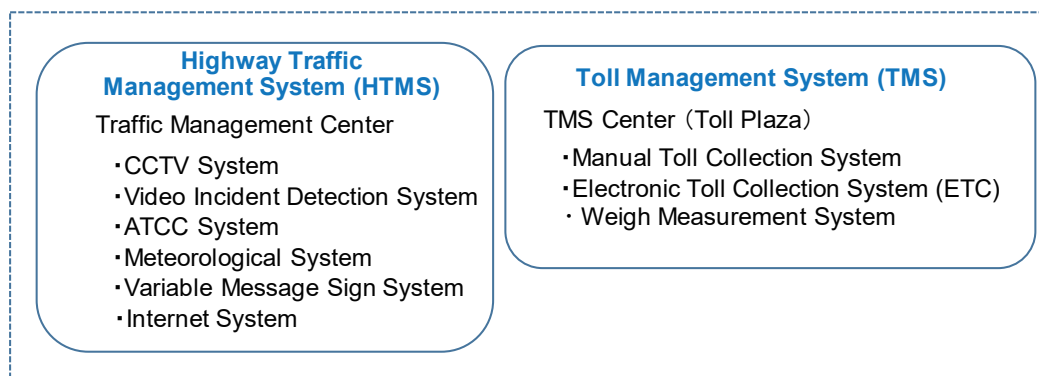 Highway Traffic
Management System (HTMS)
Traffic Management Center
・CCTV System
・Video Incident Detection System
・ATCC System
・Meteorological System
・Variable Message Sign System
・Internet System
Toll Management System (TMS)
TMS Center（Toll Plaza）
・Manual Toll Collection System
・Electronic Toll Collection System (ETC)
・Weigh Measurement System